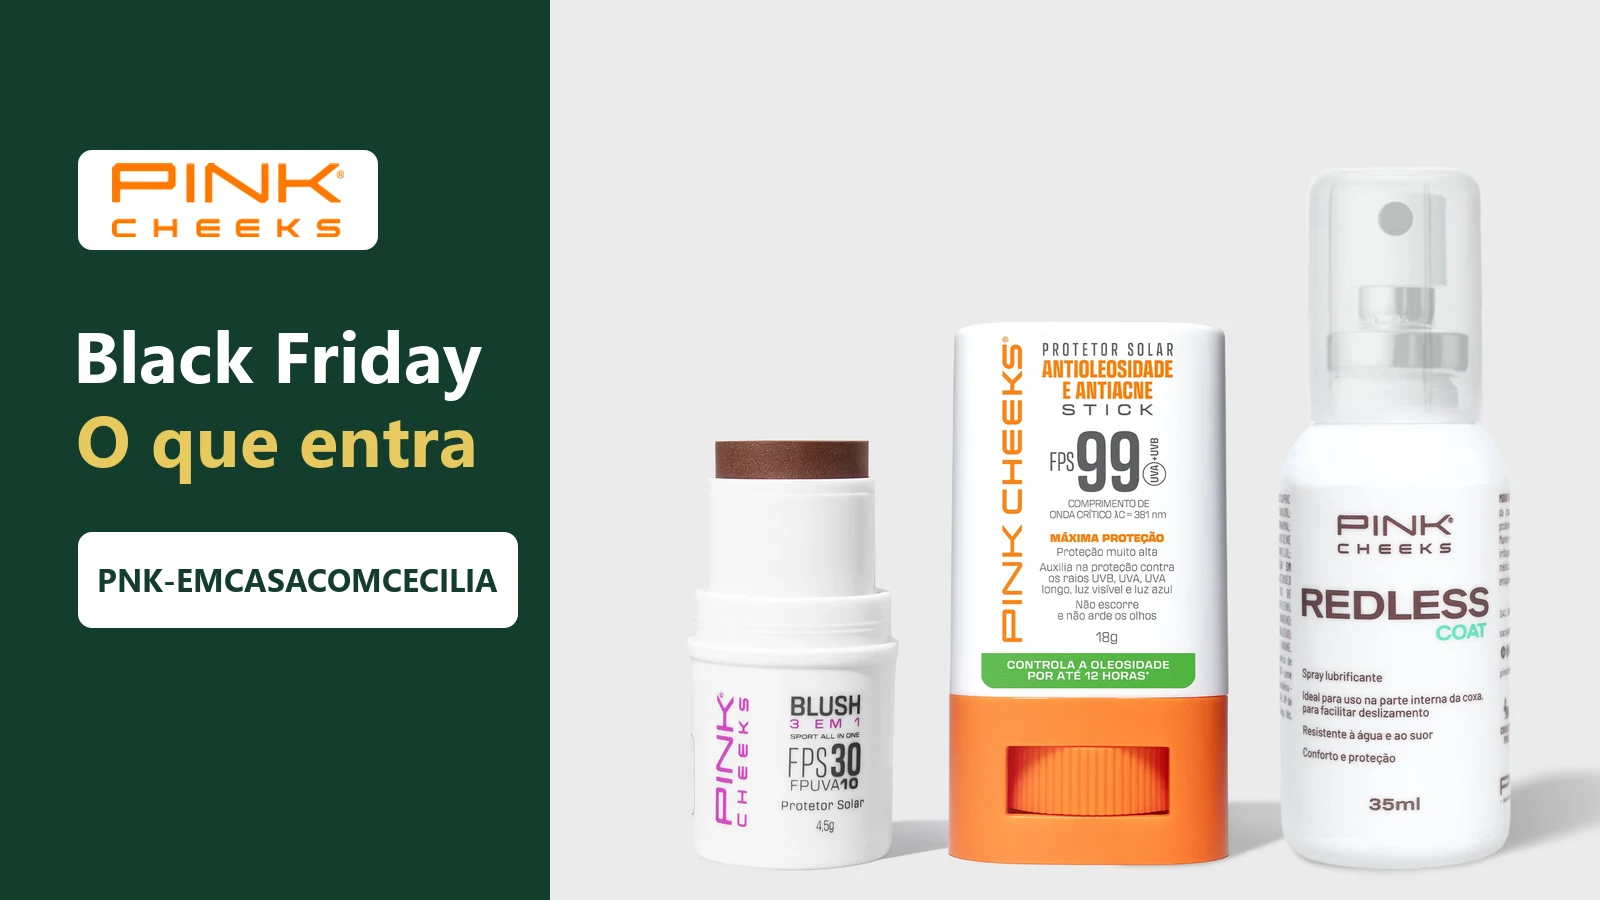 PINK®
CHEEKS
Black Friday
O que entra
PNK-EMCASACOMCECILIA
PINK®
CHEEKS
BLUSH
3 EM 1
SPORT ALL IN ONE
FPS30
FPUVA10
Protetor Solar
4,5g
PINK CHEEKS®
PROTETOR SOLAR
ANTIOLEOSIDADE
E ANTIACNE
STICK
FPS99
UVA+UVB
COMPRIMENTO DE
ONDA CRÍTICO λC = 381 nm
MÁXIMA PROTEÇÃO
Proteção muito alta
Auxilia na proteção contra
os raios UVB, UVA, UVA
longo, luz visível e luz azul
Não escorre
e não arde os olhos
18g
CONTROLA A OLEOSIDADE
POR ATÉ 12 HORAS*
PINK®
CHEEKS
REDLESS
COAT
Spray lubrificante
Ideal para uso na parte interna da coxa,
para facilitar deslizamento
Resistente à água e ao suor
Conforto e proteção
35ml